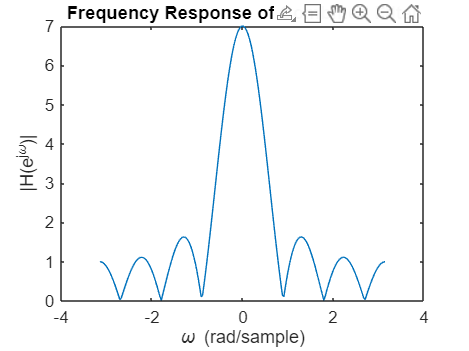 Frequency Response of
7
6
5
4
3
2
1
0
|H(e^{jω})|
-4 -2 0 2 4
ω (rad/sample)